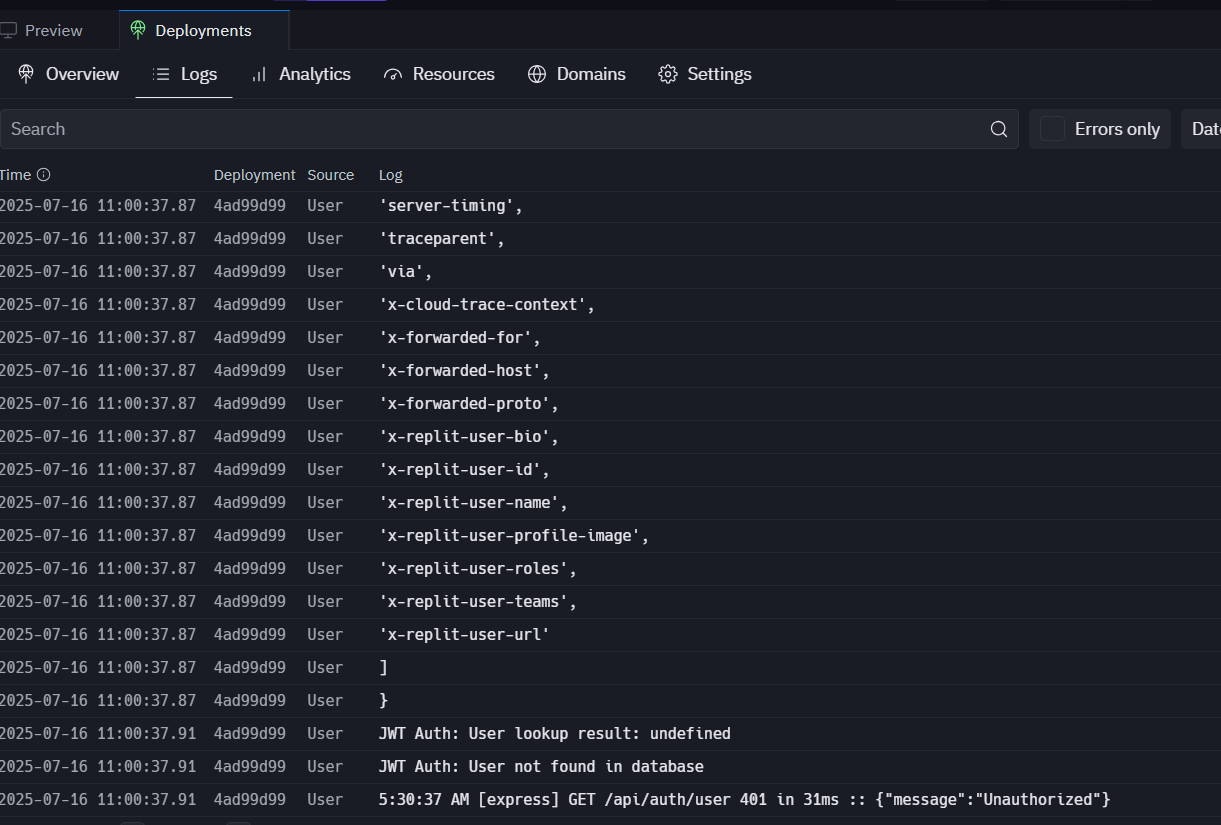 Preview Deployments
Overview Logs Analytics Resources Domains Settings
Search Errors only
Time Deployment Source Log
2025-07-16 11:00:37.87 4ad99d99 User 'server-timing',
2025-07-16 11:00:37.87 4ad99d99 User 'traceparent',
2025-07-16 11:00:37.87 4ad99d99 User 'via',
2025-07-16 11:00:37.87 4ad99d99 User 'x-cloud-trace-context',
2025-07-16 11:00:37.87 4ad99d99 User 'x-forwarded-for',
2025-07-16 11:00:37.87 4ad99d99 User 'x-forwarded-host',
2025-07-16 11:00:37.87 4ad99d99 User 'x-forwarded-proto',
2025-07-16 11:00:37.87 4ad99d99 User 'x-replit-user-bio',
2025-07-16 11:00:37.87 4ad99d99 User 'x-replit-user-id',
2025-07-16 11:00:37.87 4ad99d99 User 'x-replit-user-name',
2025-07-16 11:00:37.87 4ad99d99 User 'x-replit-user-profile-image',
2025-07-16 11:00:37.87 4ad99d99 User 'x-replit-user-roles',
2025-07-16 11:00:37.87 4ad99d99 User 'x-replit-user-teams',
2025-07-16 11:00:37.87 4ad99d99 User 'x-replit-user-url'
2025-07-16 11:00:37.87 4ad99d99 User ]
2025-07-16 11:00:37.87 4ad99d99 User }
2025-07-16 11:00:37.91 4ad99d99 User JWT Auth: User lookup result: undefined
2025-07-16 11:00:37.91 4ad99d99 User JWT Auth: User not found in database
2025-07-16 11:00:37.91 4ad99d99 User 5:30:37 AM [express] GET /api/auth/user 401 in 31ms :: {"message":"Unauthorized"}